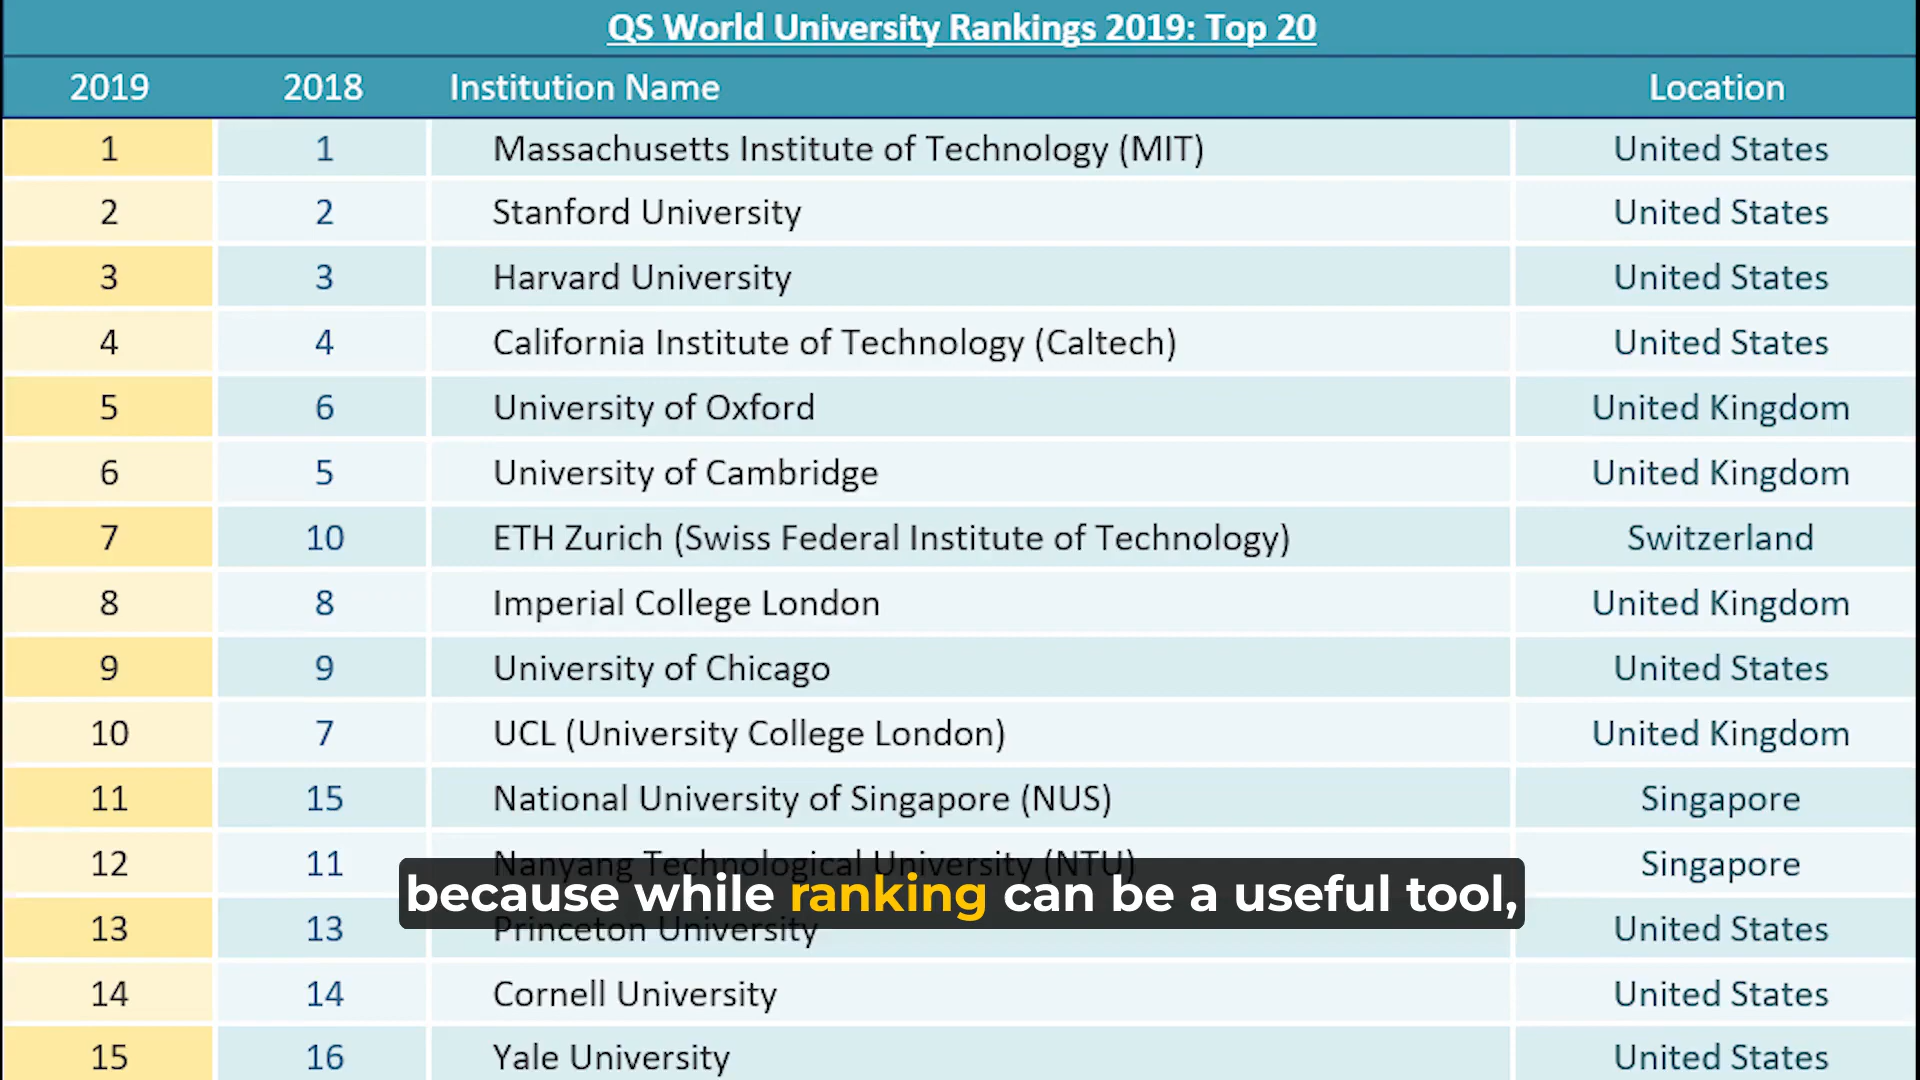 QS World University Rankings 2019: Top 20
2019 2018 Institution Name Location
1 1 Massachusetts Institute of Technology (MIT) United States
2 2 Stanford University United States
3 3 Harvard University United States
4 4 California Institute of Technology (Caltech) United States
5 6 University of Oxford United Kingdom
6 5 University of Cambridge United Kingdom
7 10 ETH Zurich (Swiss Federal Institute of Technology) Switzerland
8 8 Imperial College London United Kingdom
9 9 University of Chicago United States
10 7 UCL (University College London) United Kingdom
11 15 National University of Singapore (NUS) Singapore
12 11 Nanyang Technological University (NTU) Singapore
because while ranking can be a useful tool,
13 13 Princeton University United States
14 14 Cornell University United States
15 16 Yale University United States